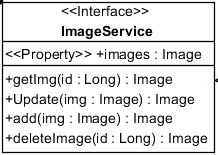 <<Interface>>
ImageService
<<Property>> +images : Image
+getImg(id : Long) : Image
+Update(img : Image) : Image
+add(img : Image) : Image
+deleteImage(id : Long) : Image